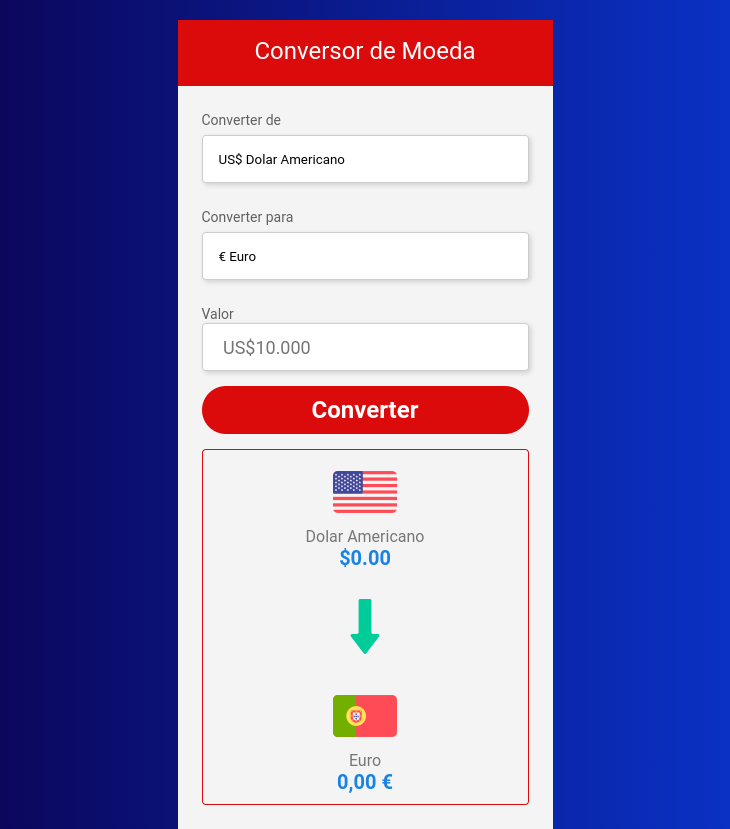 Conversor de Moeda
Converter de
US$ Dolar Americano
Converter para
€ Euro
Valor
US$10.000
Converter
Dolar Americano
$0.00
Euro
0,00 €